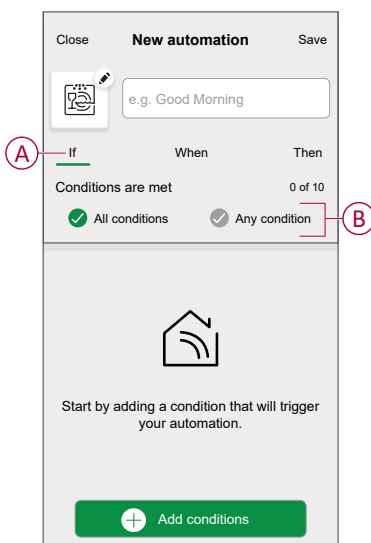 Close New automation Save
e.g. Good Morning
A If When Then
Conditions are met 0 of 10
All conditions Any condition B
Start by adding a condition that will trigger
your automation.
Add conditions